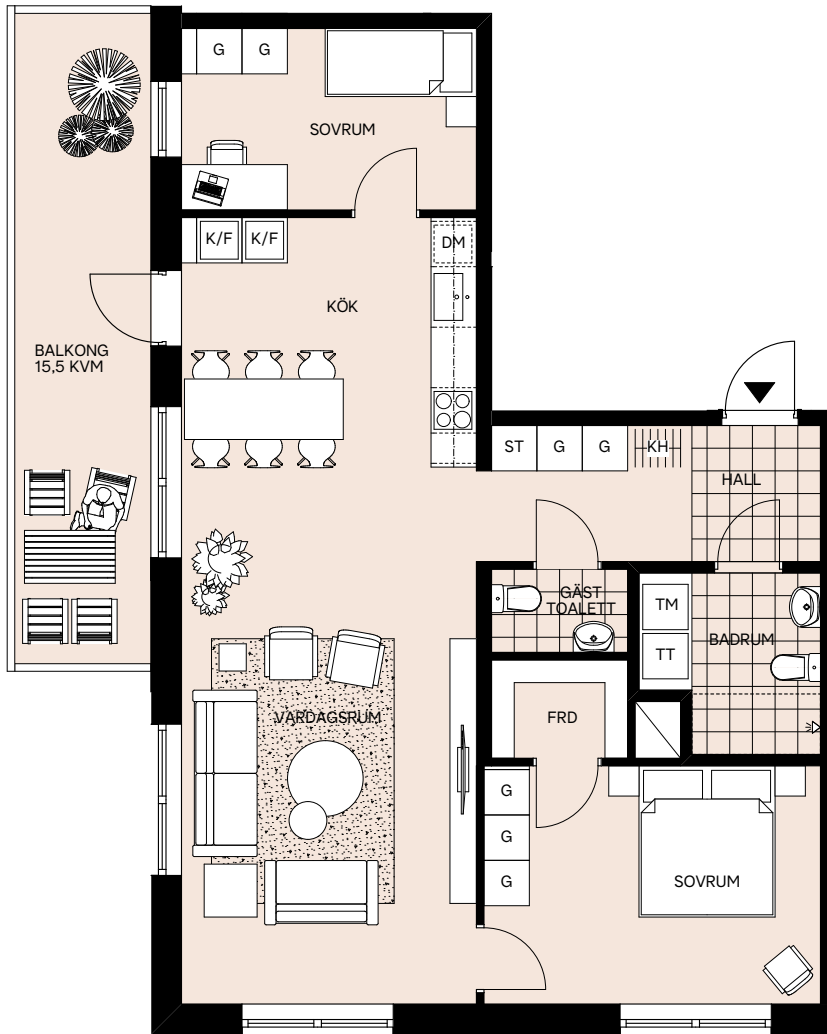 G
G
SOVRUM
K/F
K/F
DM
KÖK
BALKONG
15,5 KVM
ST
G
G
KH
HALL
GÄST
TOALETT
TM
TT
BADRUM
VARDAGSRUM
FRD
G
G
G
SOVRUM